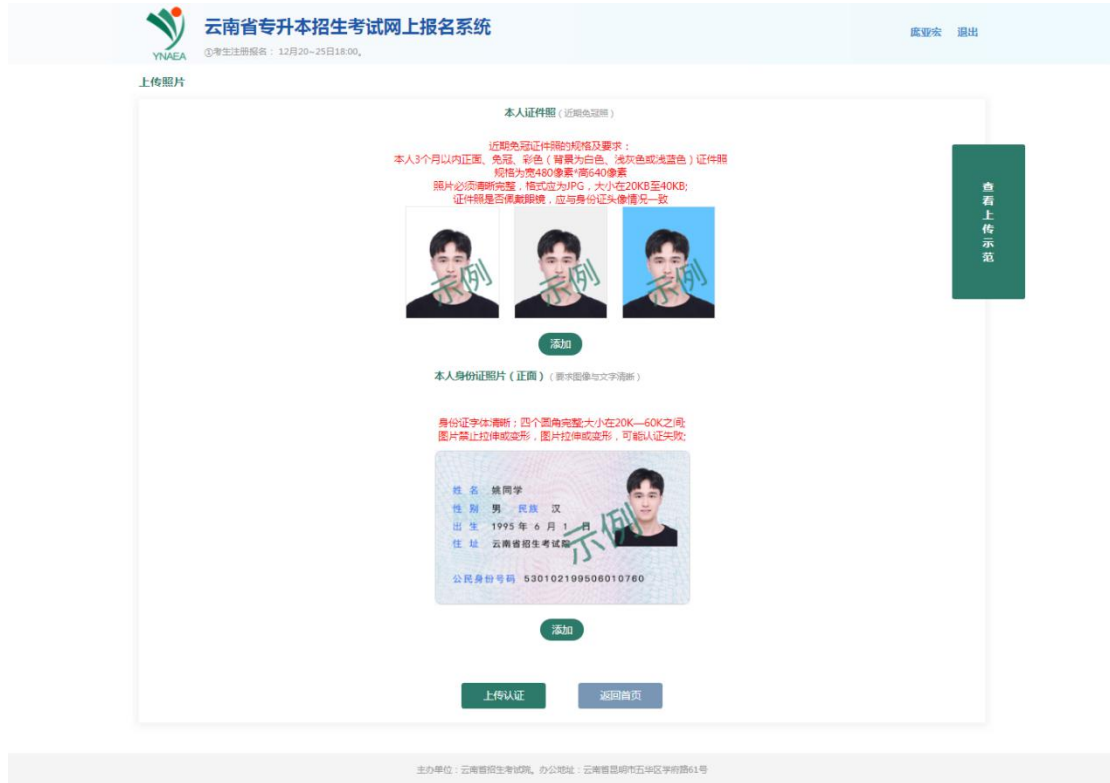 云南省专升本招生考试网上报名系统
YNAEA
①考生注册报名： 12月20~25日18:00。
庹亚宏 退出
上传照片
本人证件照（近期免冠照）
近期免冠证件照的规格及要求：
本人3个月以内正面、免冠、彩色（背景为白色、浅灰色或浅蓝色）证件照
规格为宽480像素*高640像素
照片必须清晰完整，格式应为JPG，大小在20KB至40KB;
证件照是否佩戴眼镜，应与身份证头像情况一致
查看上传示范
示例 示例 示例
添加
本人身份证照片（正面）（要求图像与文字清晰）
身份证字体清晰；四个圆角完整;大小在20K—60K之间;
图片禁止拉伸或变形，图片拉伸或变形，可能认证失败;
姓 名 姚同学
性 别 男 民族 汉
出 生 1995 年 6 月 1 日
住 址 云南省招生考试院
示例
公民身份号码 530102199506010760
添加
上传认证 返回首页
主办单位：云南省招生考试院。办公地址：云南省昆明市五华区学府路61号